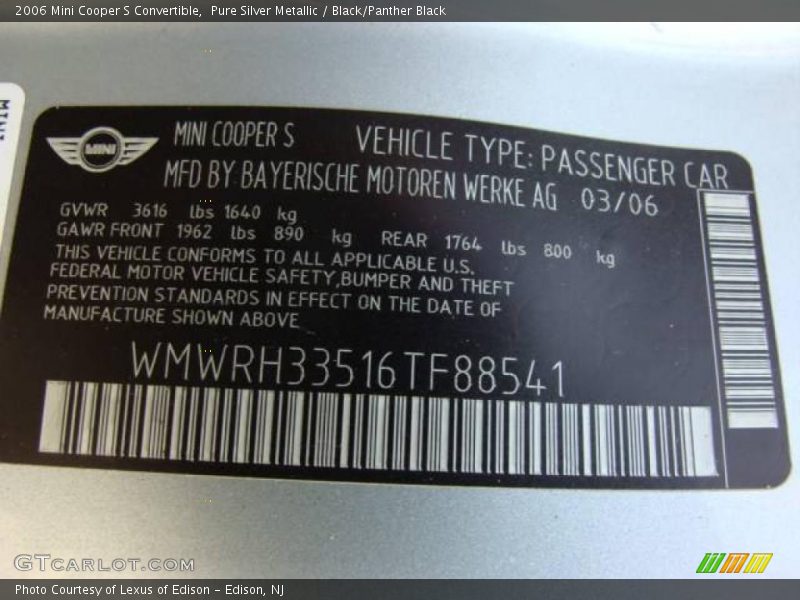 2006 Mini Cooper S Convertible,  Pure Silver Metallic / Black/Panther Black
MINI
MINI
MINI COOPER S VEHICLE TYPE: PASSENGER CAR
MFD BY BAYERISCHE MOTOREN WERKE AG 03/06
GVWR 3616 lbs 1640 kg
GAWR FRONT 1962 lbs 890 kg REAR 1764 lbs 800 kg
THIS VEHICLE CONFORMS TO ALL APPLICABLE U.S.
FEDERAL MOTOR VEHICLE SAFETY,BUMPER AND THEFT
PREVENTION STANDARDS IN EFFECT ON THE DATE OF
MANUFACTURE SHOWN ABOVE
WMWRH33516TF88541
GTCARLOT.COM
Photo Courtesy of Lexus of Edison – Edison, NJ